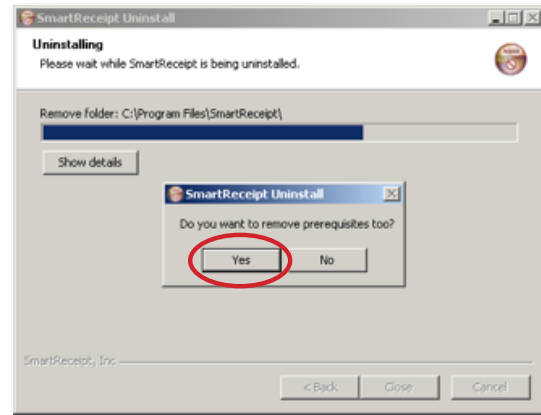 SmartReceipt Uninstall
Uninstalling
Please wait while SmartReceipt is being uninstalled.
Remove folder: C:\Program Files\SmartReceipt\
Show details
SmartReceipt Uninstall
Do you want to remove prerequisites too?
Yes No
SmartReceipt, Inc
< Back Close Cancel